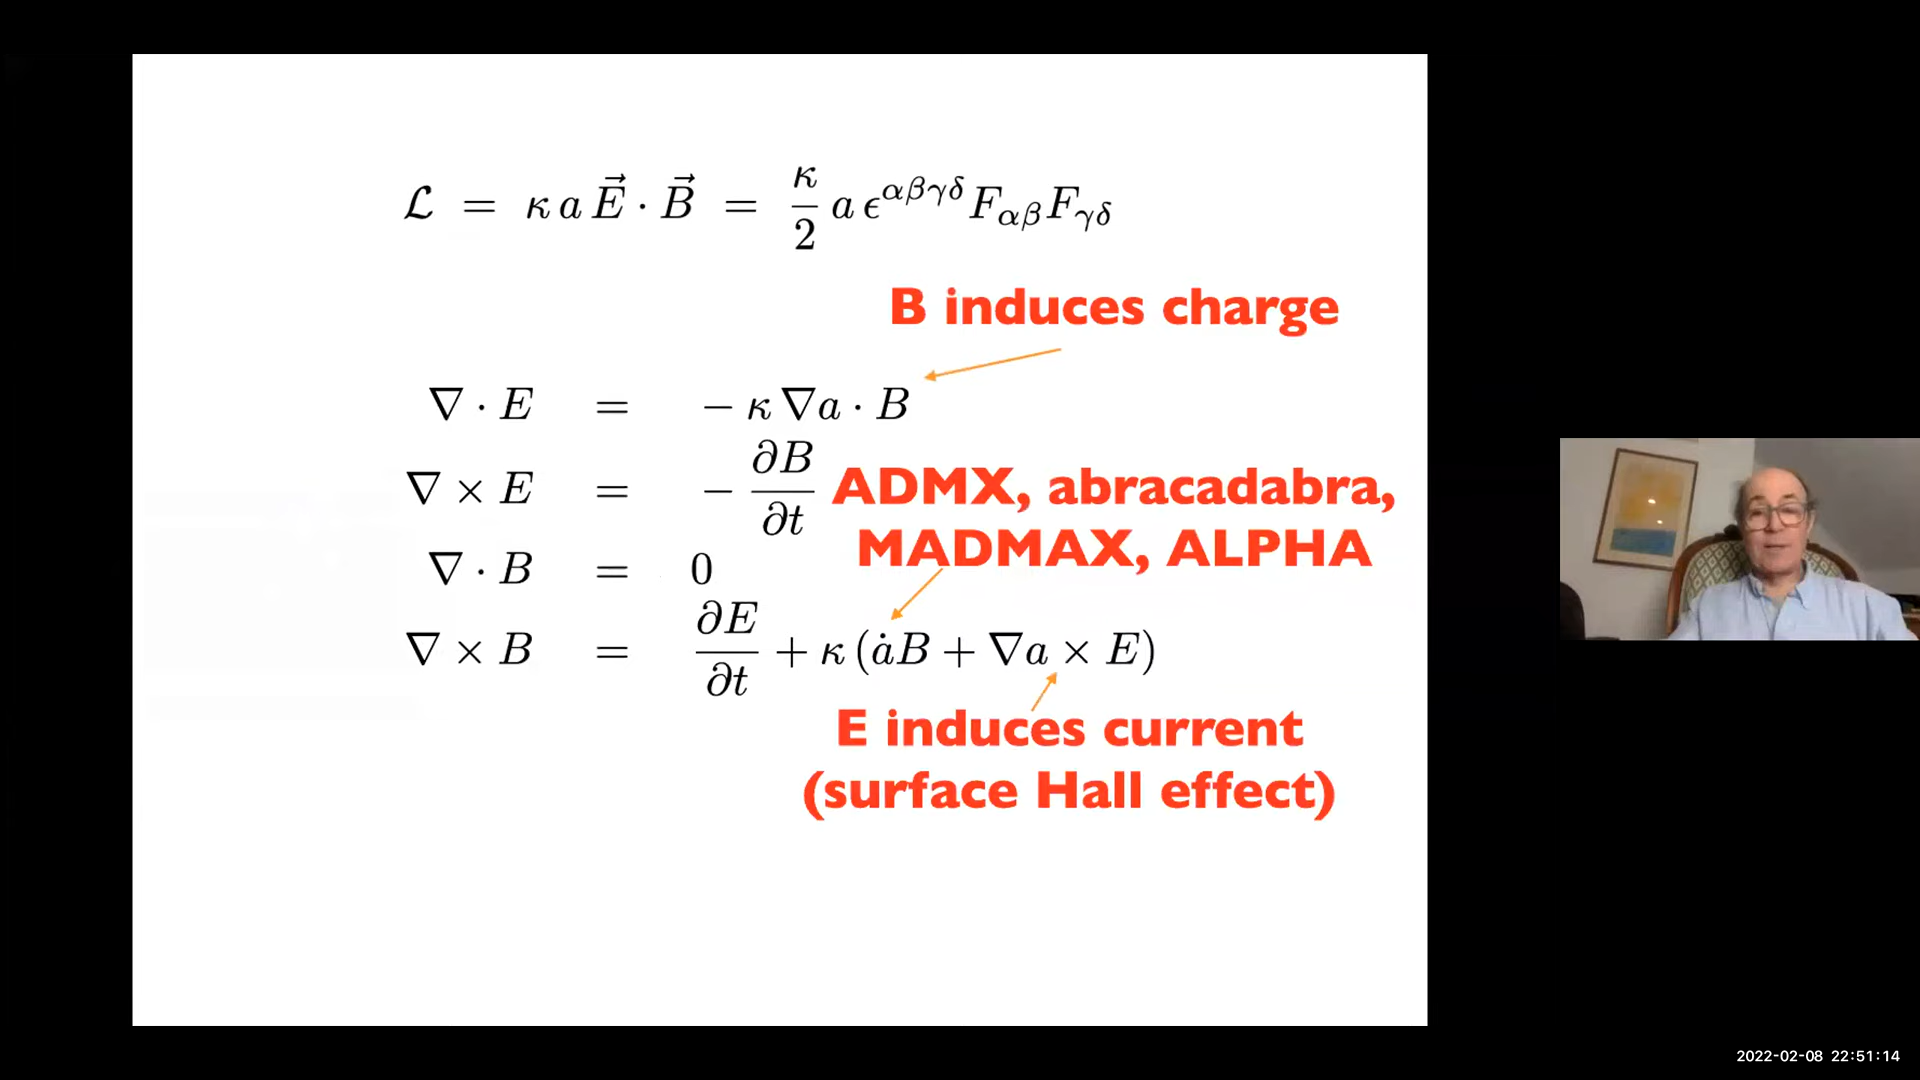 ℒ = κ a E⃗ · B⃗ = κ/2 a ϵ^{αβγδ} F_{αβ} F_{γδ}
B induces charge
∇ · E = − κ ∇a · B
∇ × E = − ∂B/∂t
ADMX, abracadabra,
MADMAX, ALPHA
∇ · B = 0
∇ × B = ∂E/∂t + κ (ȧB + ∇a × E)
E induces current
(surface Hall effect)
2022-02-08 22:51:14